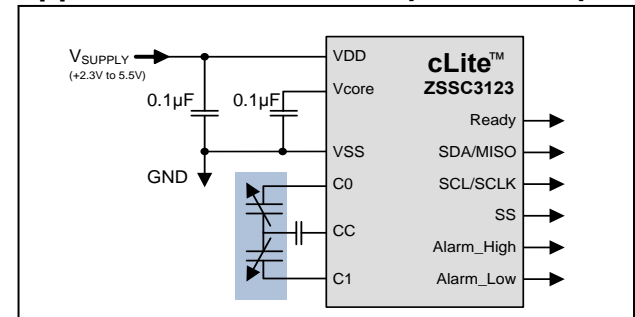 VSUPPLY
(+2.3V to 5.5V)
0.1µF
0.1µF
GND
VDD
Vcore
VSS
C0
CC
C1
cLite™
ZSSC3123
Ready
SDA/MISO
SCL/SCLK
SS
Alarm_High
Alarm_Low